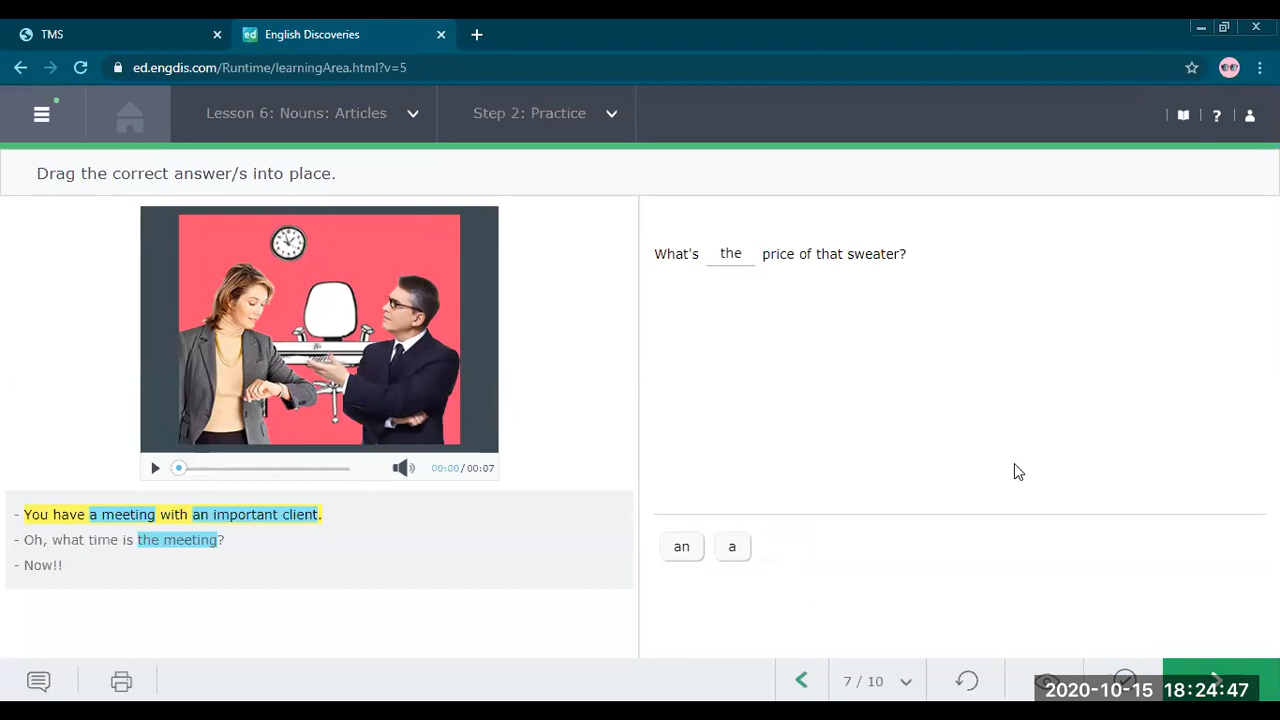 TMS
ed English Discoveries
ed.engdis.com/Runtime/learningArea.html?v=5
Lesson 6: Nouns: Articles
Step 2: Practice
?
Drag the correct answer/s into place.
What's the price of that sweater?
00:00 / 00:07
- You have a meeting with an important client.
- Oh, what time is the meeting?
- Now!!
an a
7 / 10
2020-10-15 18:24:47